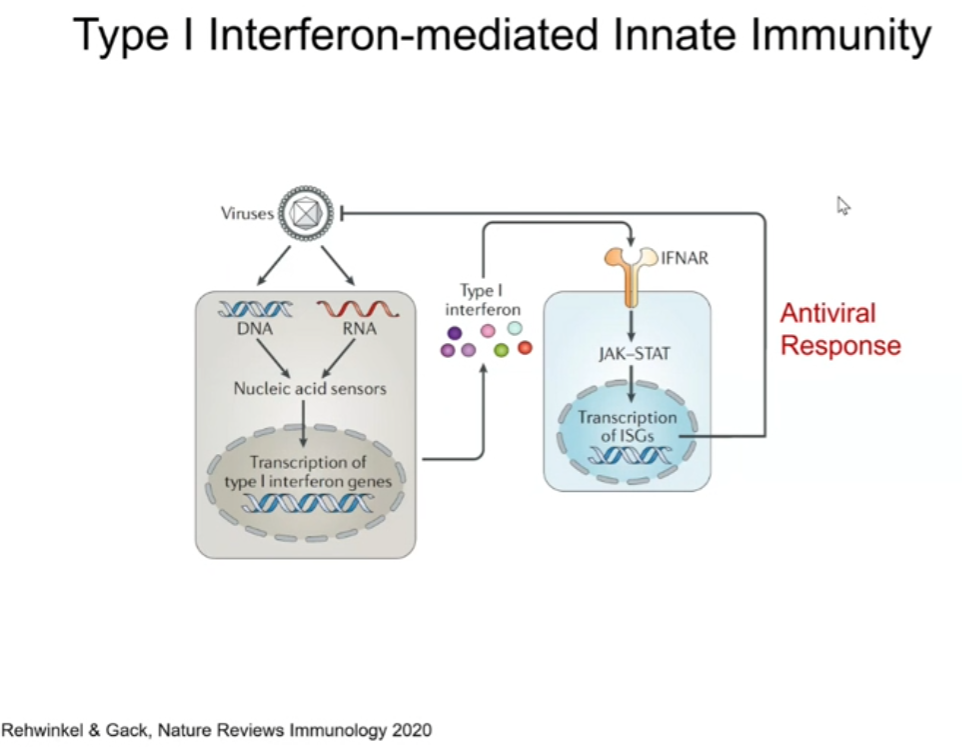 Type I Interferon-mediated Innate Immunity
Viruses
DNA
RNA
Nucleic acid sensors
Transcription of
type I interferon genes
Type I
interferon
IFNAR
JAK–STAT
Transcription
of ISGs
Antiviral
Response
Rehwinkel & Gack, Nature Reviews Immunology 2020